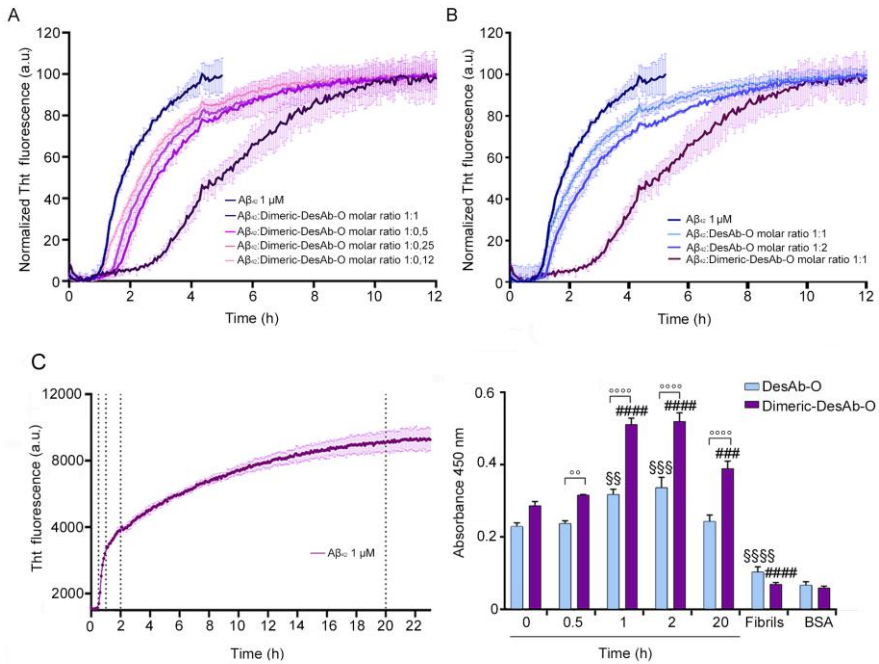 A
Normalized Tht fluorescence (a.u.)
120
100
80
60
40
20
0
Aβ₄₂ 1 µM
Aβ₄₂:Dimeric-DesAb-O molar ratio 1:1
Aβ₄₂:Dimeric-DesAb-O molar ratio 1:0,5
Aβ₄₂:Dimeric-DesAb-O molar ratio 1:0,25
Aβ₄₂:Dimeric-DesAb-O molar ratio 1:0,12
0 2 4 6 8 10 12
Time (h)
B
Normalized Tht fluorescence (a.u.)
120
100
80
60
40
20
0
Aβ₄₂ 1 µM
Aβ₄₂:DesAb-O molar ratio 1:1
Aβ₄₂:DesAb-O molar ratio 1:2
Aβ₄₂:Dimeric-DesAb-O molar ratio 1:1
0 2 4 6 8 10 12
Time (h)
C
Tht fluorescence (a.u.)
12000
8000
4000
2000
Aβ₄₂ 1 µM
0 2 4 6 8 10 12 14 16 18 20 22
Time (h)
Absorbance 450 nm
0.6
0.4
0.2
0
DesAb-O
Dimeric-DesAb-O
°°°° °°°°
#### ####
°°°°
###
°°
§§ §§§
§§§§
####
0 0.5 1 2 20 Fibrils BSA
Time (h)